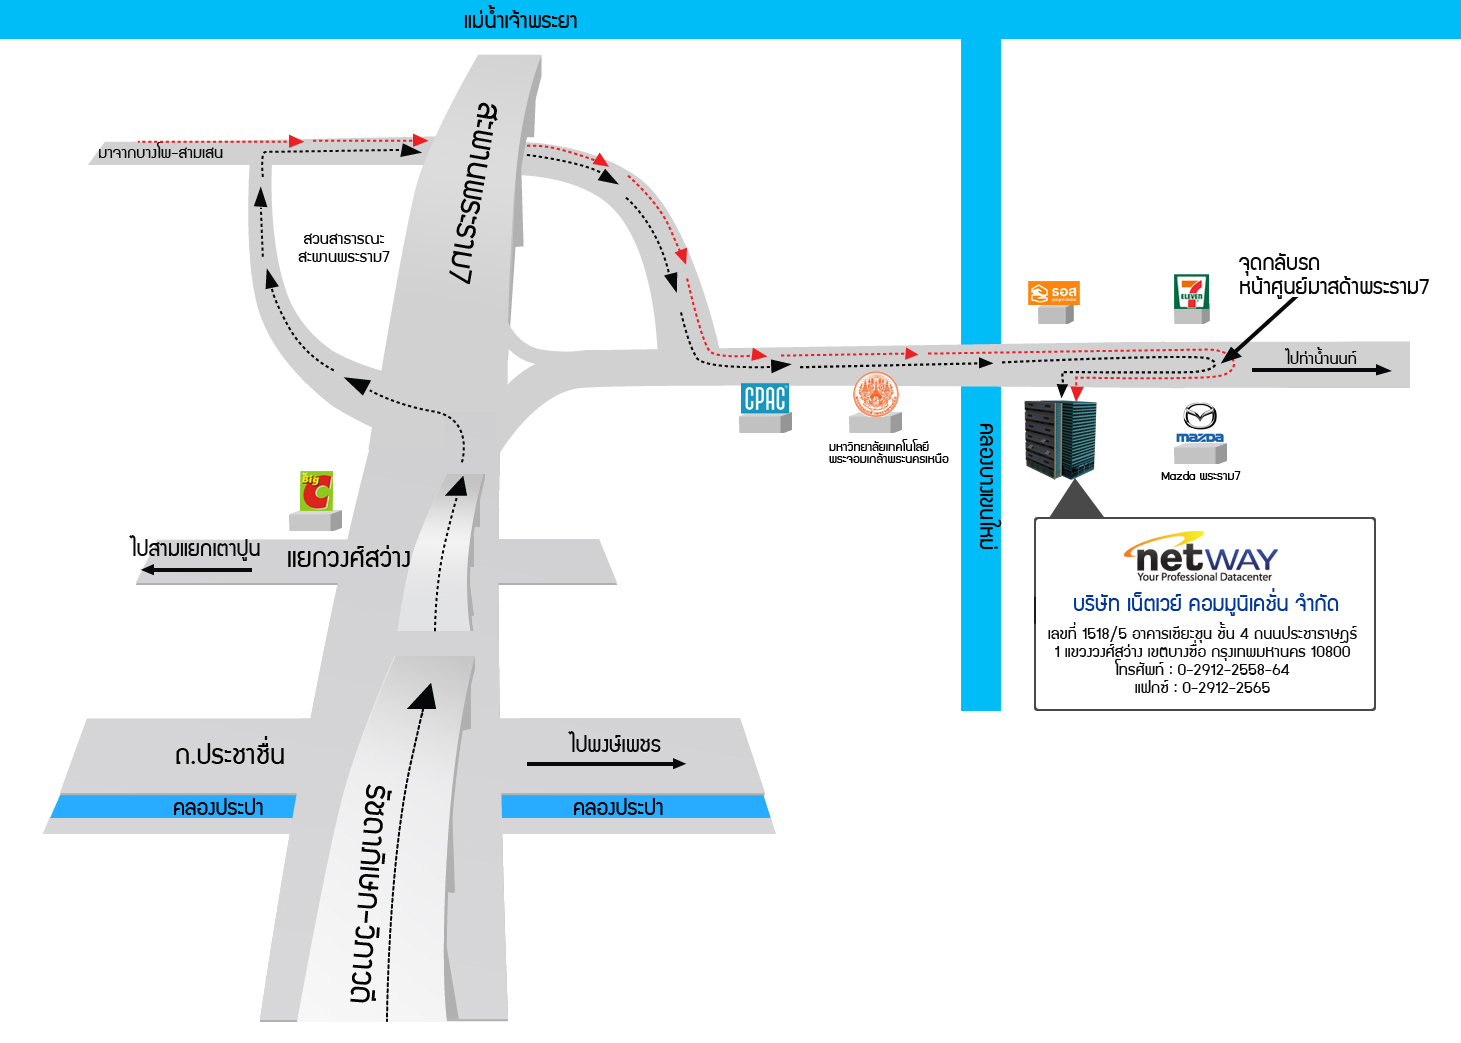 แม่น้ำเจ้าพระยา
สะพานพระราม7
มาจากบางโพ-สามเสน
สวนสาธารณะ
สะพานพระราม7
จุดกลับรถ
หน้าศูนย์มาสด้าพระราม7
ธอส
7
ELEVEN
ไปท่าน้ำนนท์
CPAC
มหาวิทยาลัยเทคโนโลยี
พระจอมเกล้าพระนครเหนือ
คลองบางเขนใหม่
mazda
Mazda พระราม7
Big
C
ไปสามแยกเตาปูน
แยกวงศ์สว่าง
netWAY
Your Professional Datacenter
บริษัท เน็ตเวย์ คอมมูนิเคชั่น จำกัด
เลขที่ 1518/5 อาคารเชียะชุน ชั้น 4 ถนนประชาราษฎร์
1 แขวงวงศ์สว่าง เขตบางซื่อ กรุงเทพมหานคร 10800
โทรศัพท์ : 0-2912-2558-64
แฟกซ์ : 0-2912-2565
ถ.ประชาชื่น
ไปพงษ์เพชร
คลองประปา
คลองประปา
รัชดาภิเษก-วิภาวดี